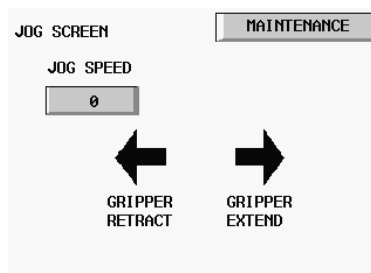 JOG SCREEN
MAINTENANCE
JOG SPEED
0
GRIPPER
RETRACT
GRIPPER
EXTEND